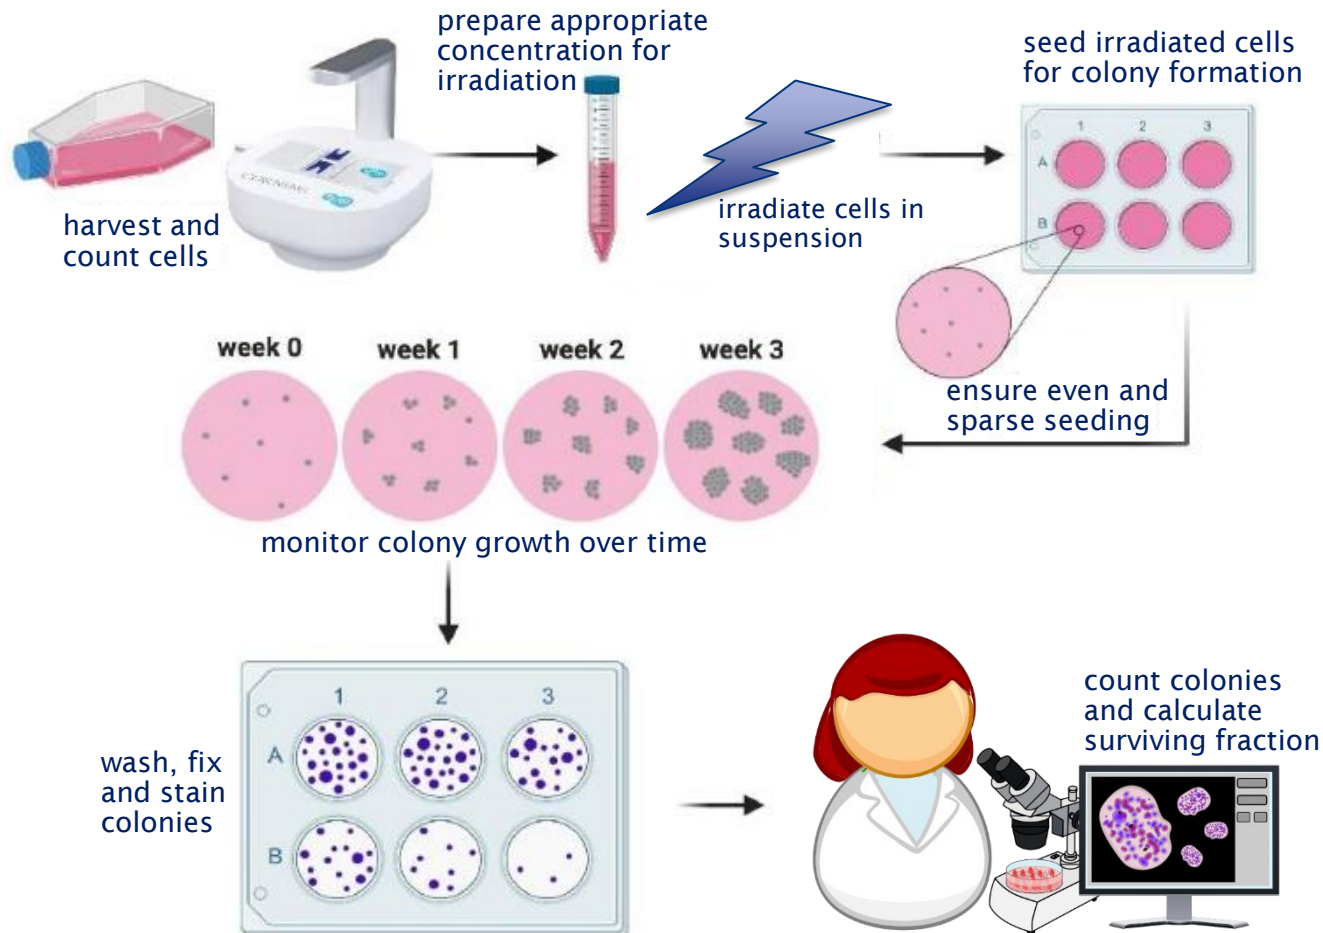 prepare appropriate
concentration for
irradiation
seed irradiated cells
for colony formation
CORNING
harvest and
count cells
irradiate cells in
suspension
1 2 3
A
B
ensure even and
sparse seeding
week 0 week 1 week 2 week 3
monitor colony growth over time
1 2 3
A
B
wash, fix
and stain
colonies
count colonies
and calculate
surviving fraction